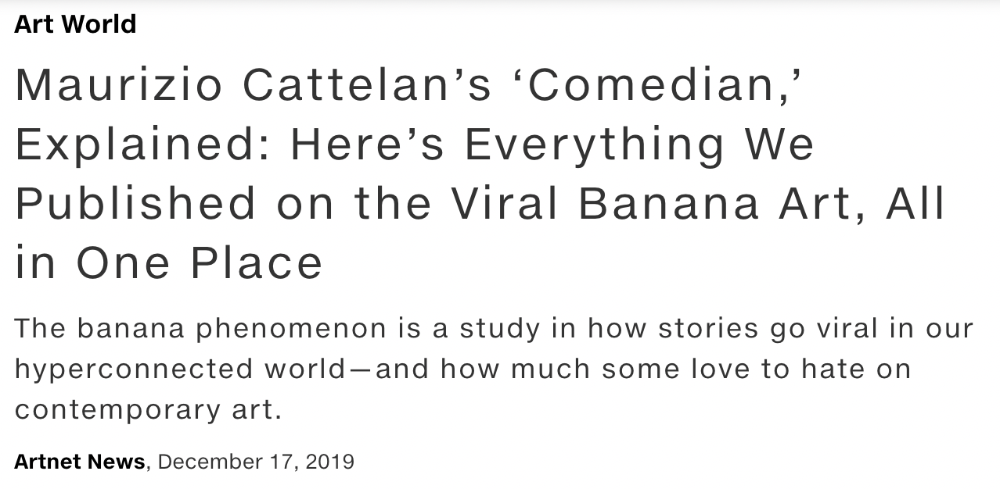 Art World
Maurizio Cattelan’s ‘Comedian,’
Explained: Here’s Everything We
Published on the Viral Banana Art, All
in One Place
The banana phenomenon is a study in how stories go viral in our
hyperconnected world—and how much some love to hate on
contemporary art.
Artnet News, December 17, 2019